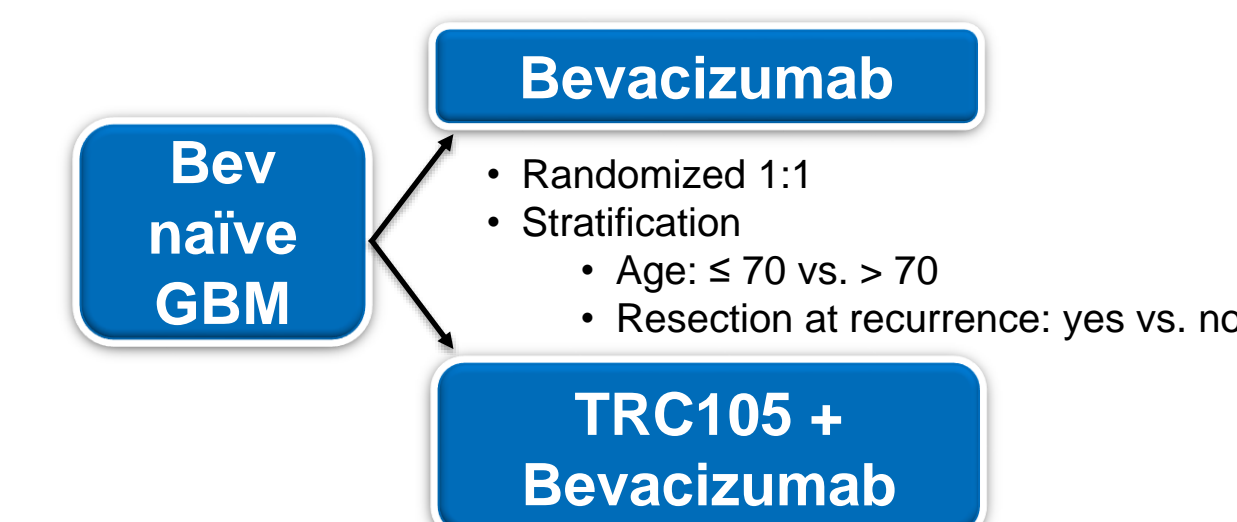 Bevacizumab
Bev
naïve
GBM
• Randomized 1:1
• Stratification
• Age: ≤ 70 vs. > 70
• Resection at recurrence: yes vs. no
TRC105 +
Bevacizumab